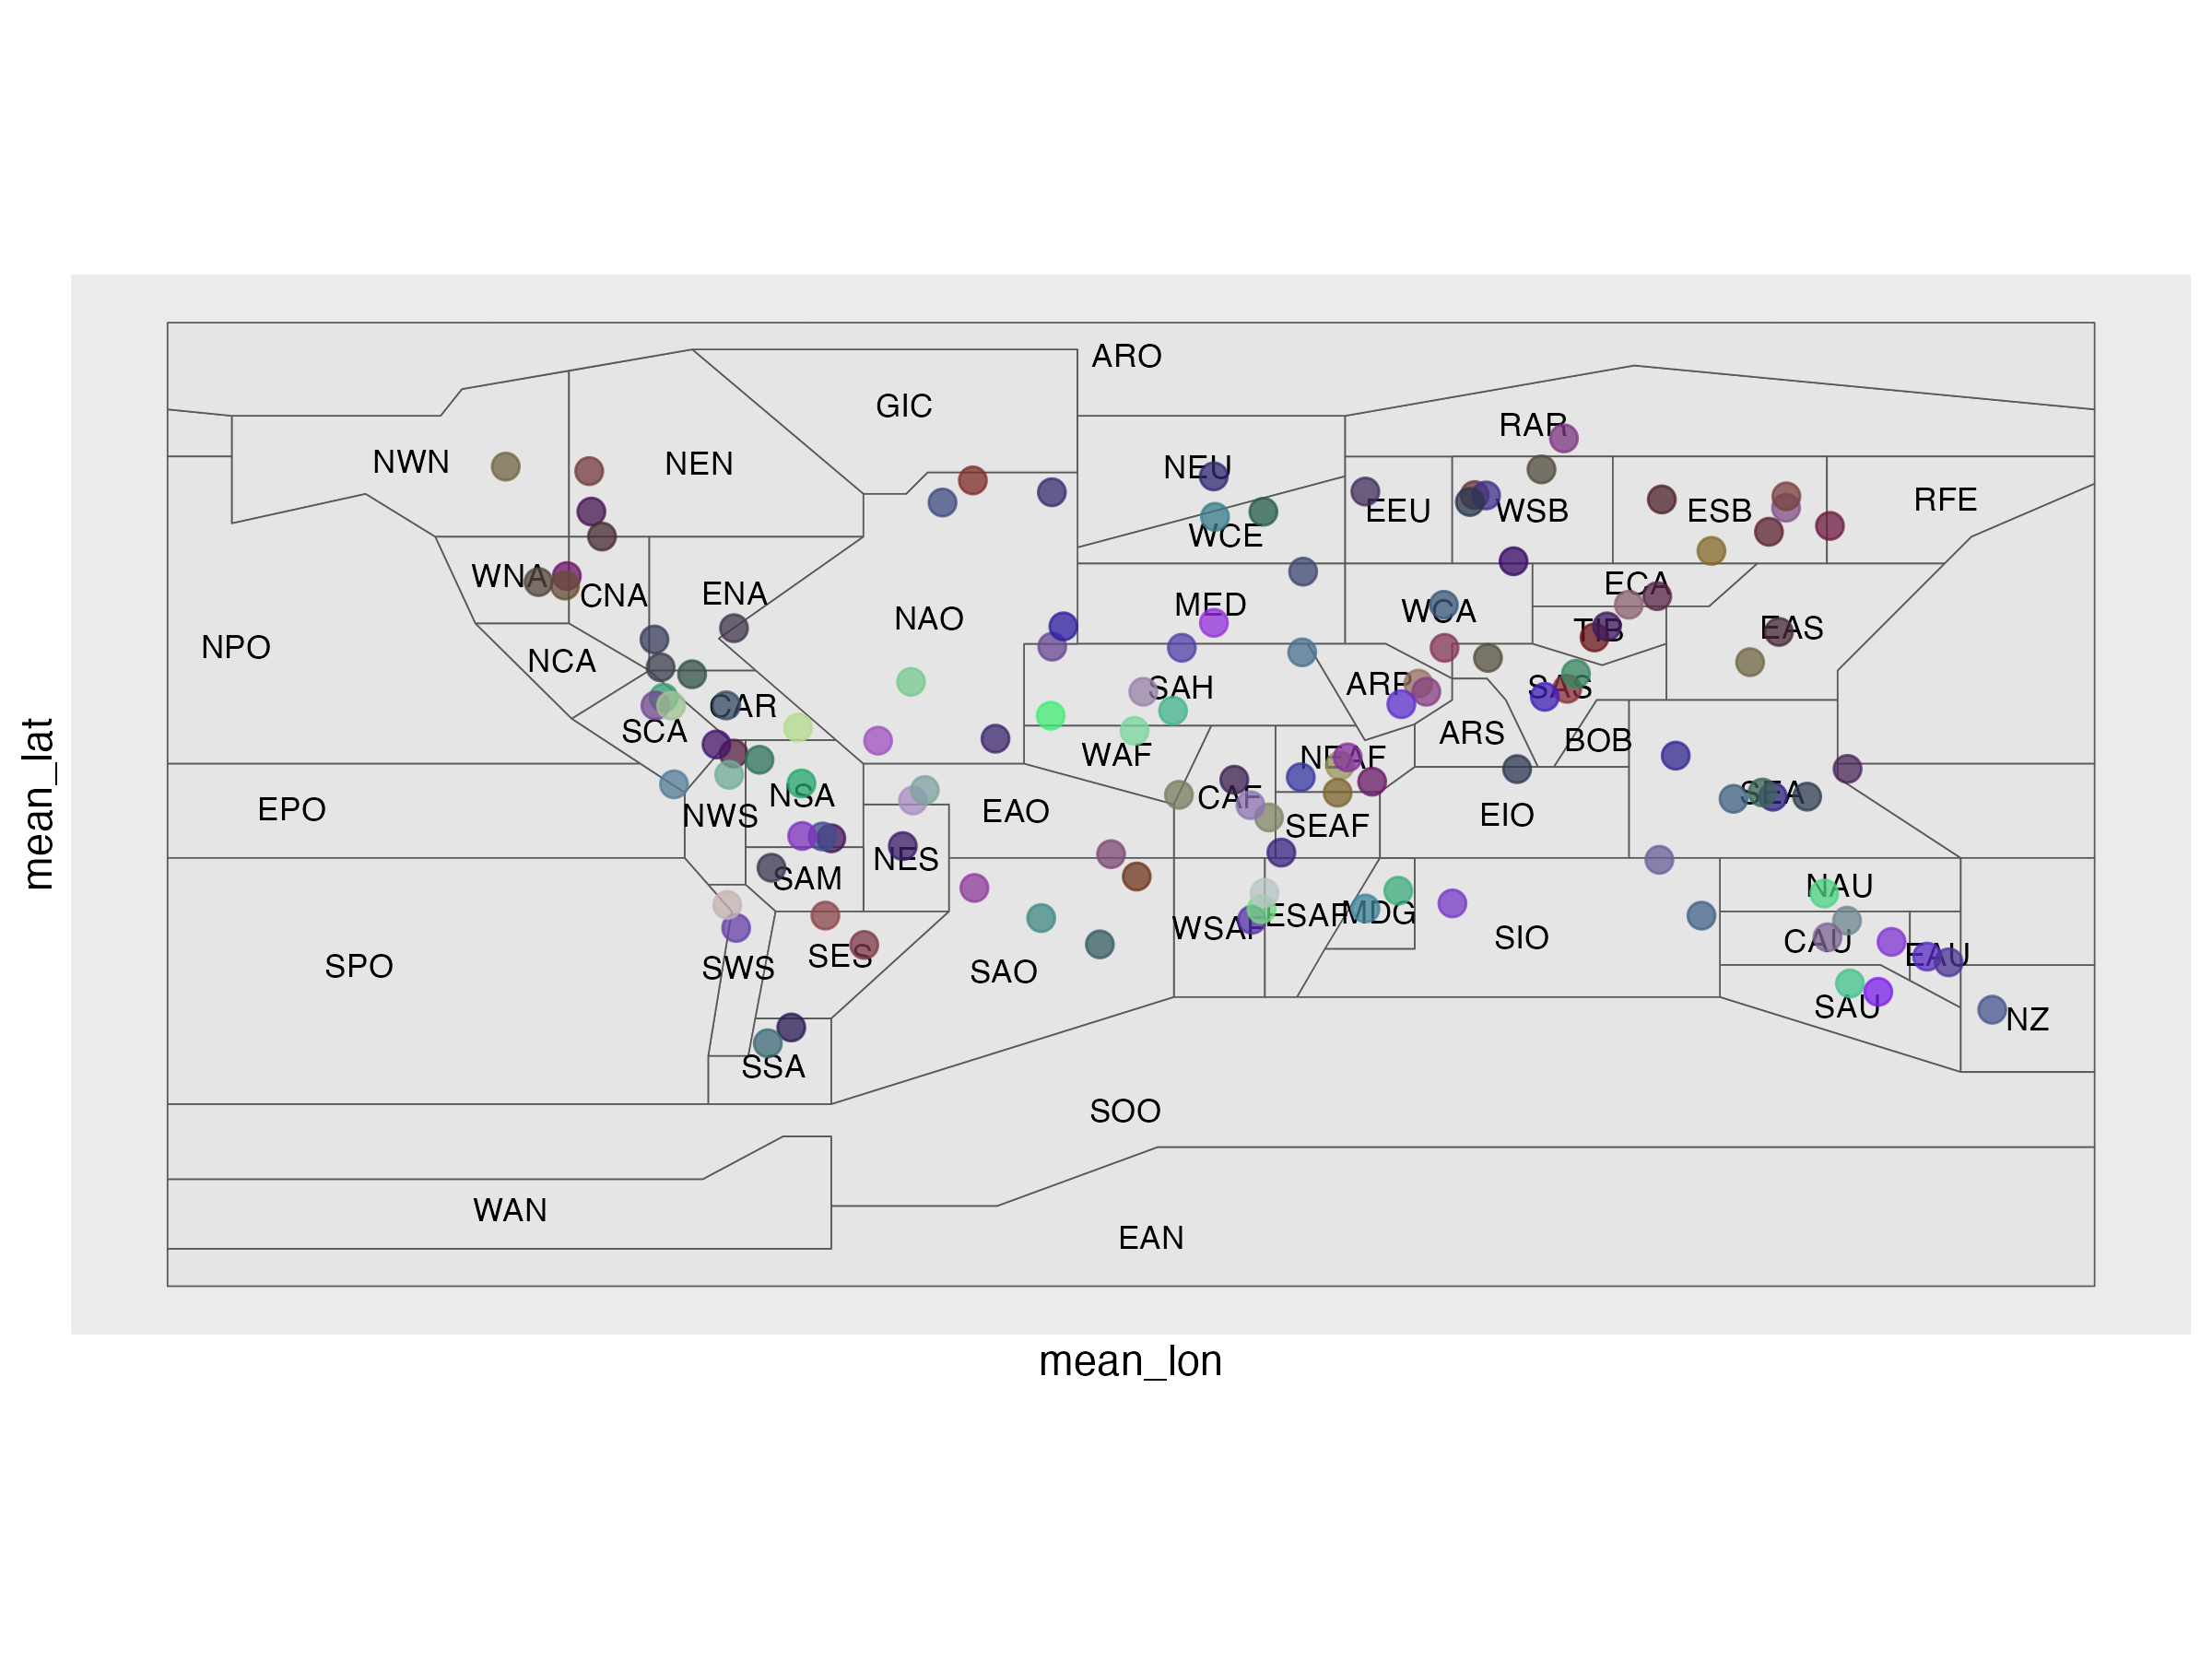 ARO
GIC
RAR
NWN
NEN
NEU
RFE
EEU
WSB
ESB
WCE
WNA
CNA
ENA
ECA
MED
WCA
NAO
TIB
EAS
NPO
NCA
SAH
ARP
SAS
CAR
SCA
ARS
BOB
WAF
NEAF
CAF
NSA
SEA
EPO
NWS
EAO
SEAF
EIO
NES
SAM
NAU
WSAF
ESAF
MDG
SIO
CAU
EAU
SES
SWS
SAO
SPO
SAU
NZ
SSA
SOO
WAN
EAN
mean_lat
mean_lon